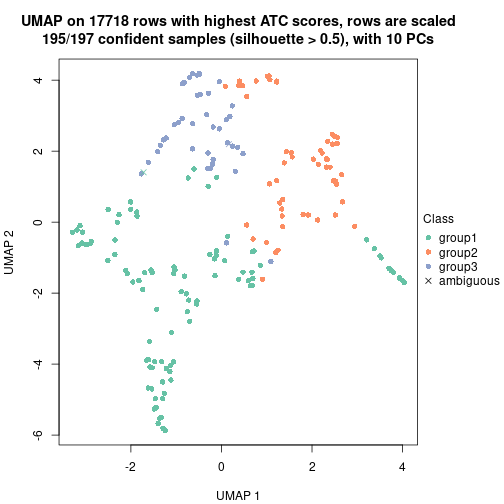 UMAP on 17718 rows with highest ATC scores, rows are scaled
195/197 confident samples (silhouette > 0.5), with 10 PCs
4
2
0
-2
-4
-6
UMAP 2
-2
0
2
4
UMAP 1
Class
group1
group2
group3
ambiguous